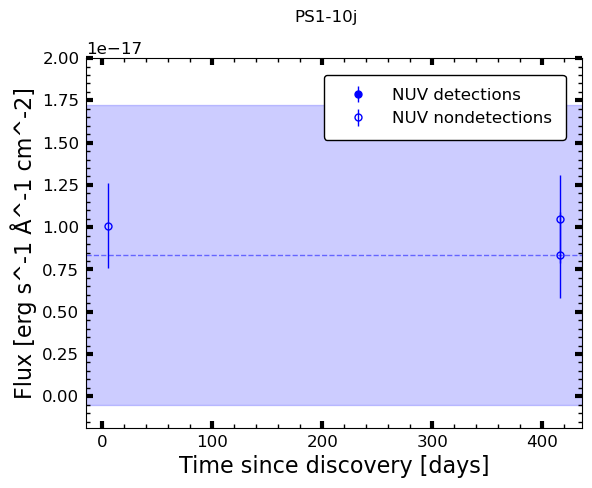 PS1-10j
1e−17
2.00
1.75
1.50
1.25
1.00
0.75
0.50
0.25
0.00
Flux [erg s^-1 Å^-1 cm^-2]
NUV detections
NUV nondetections
0 100 200 300 400
Time since discovery [days]